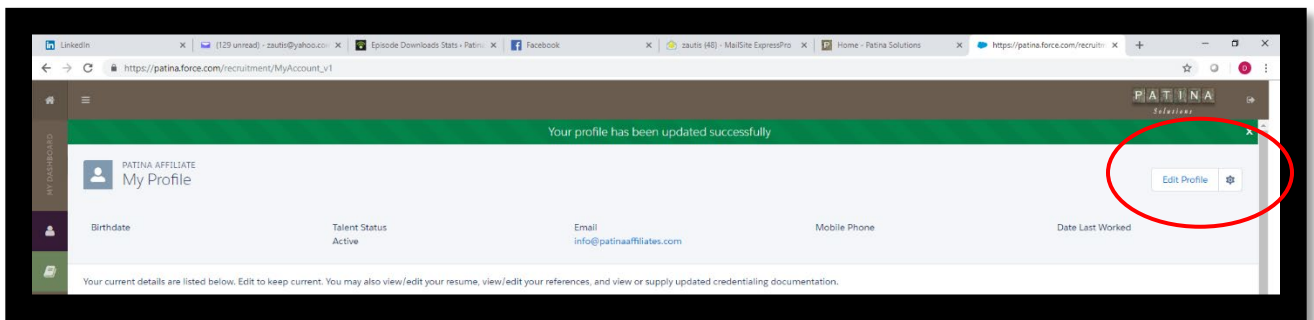 LinkedIn
(129 unread) - zautis@yahoo.con
Episode Downloads Stats ‹ Patina
Facebook
zautis (48) - MailSite ExpressPro
Home - Patina Solutions
https://patina.force.com/recruitm
https://patina.force.com/recruitment/MyAccount_v1
D
PATINA
Solutions
MY DASHBOARD
Your profile has been updated successfully
x
PATINA AFFILIATE
My Profile
Edit Profile
Birthdate
Talent Status
Email
Mobile Phone
Date Last Worked
Active
info@patinaaffiliates.com
Your current details are listed below. Edit to keep current. You may also view/edit your resume, view/edit your references, and view or supply updated credentialing documentation.